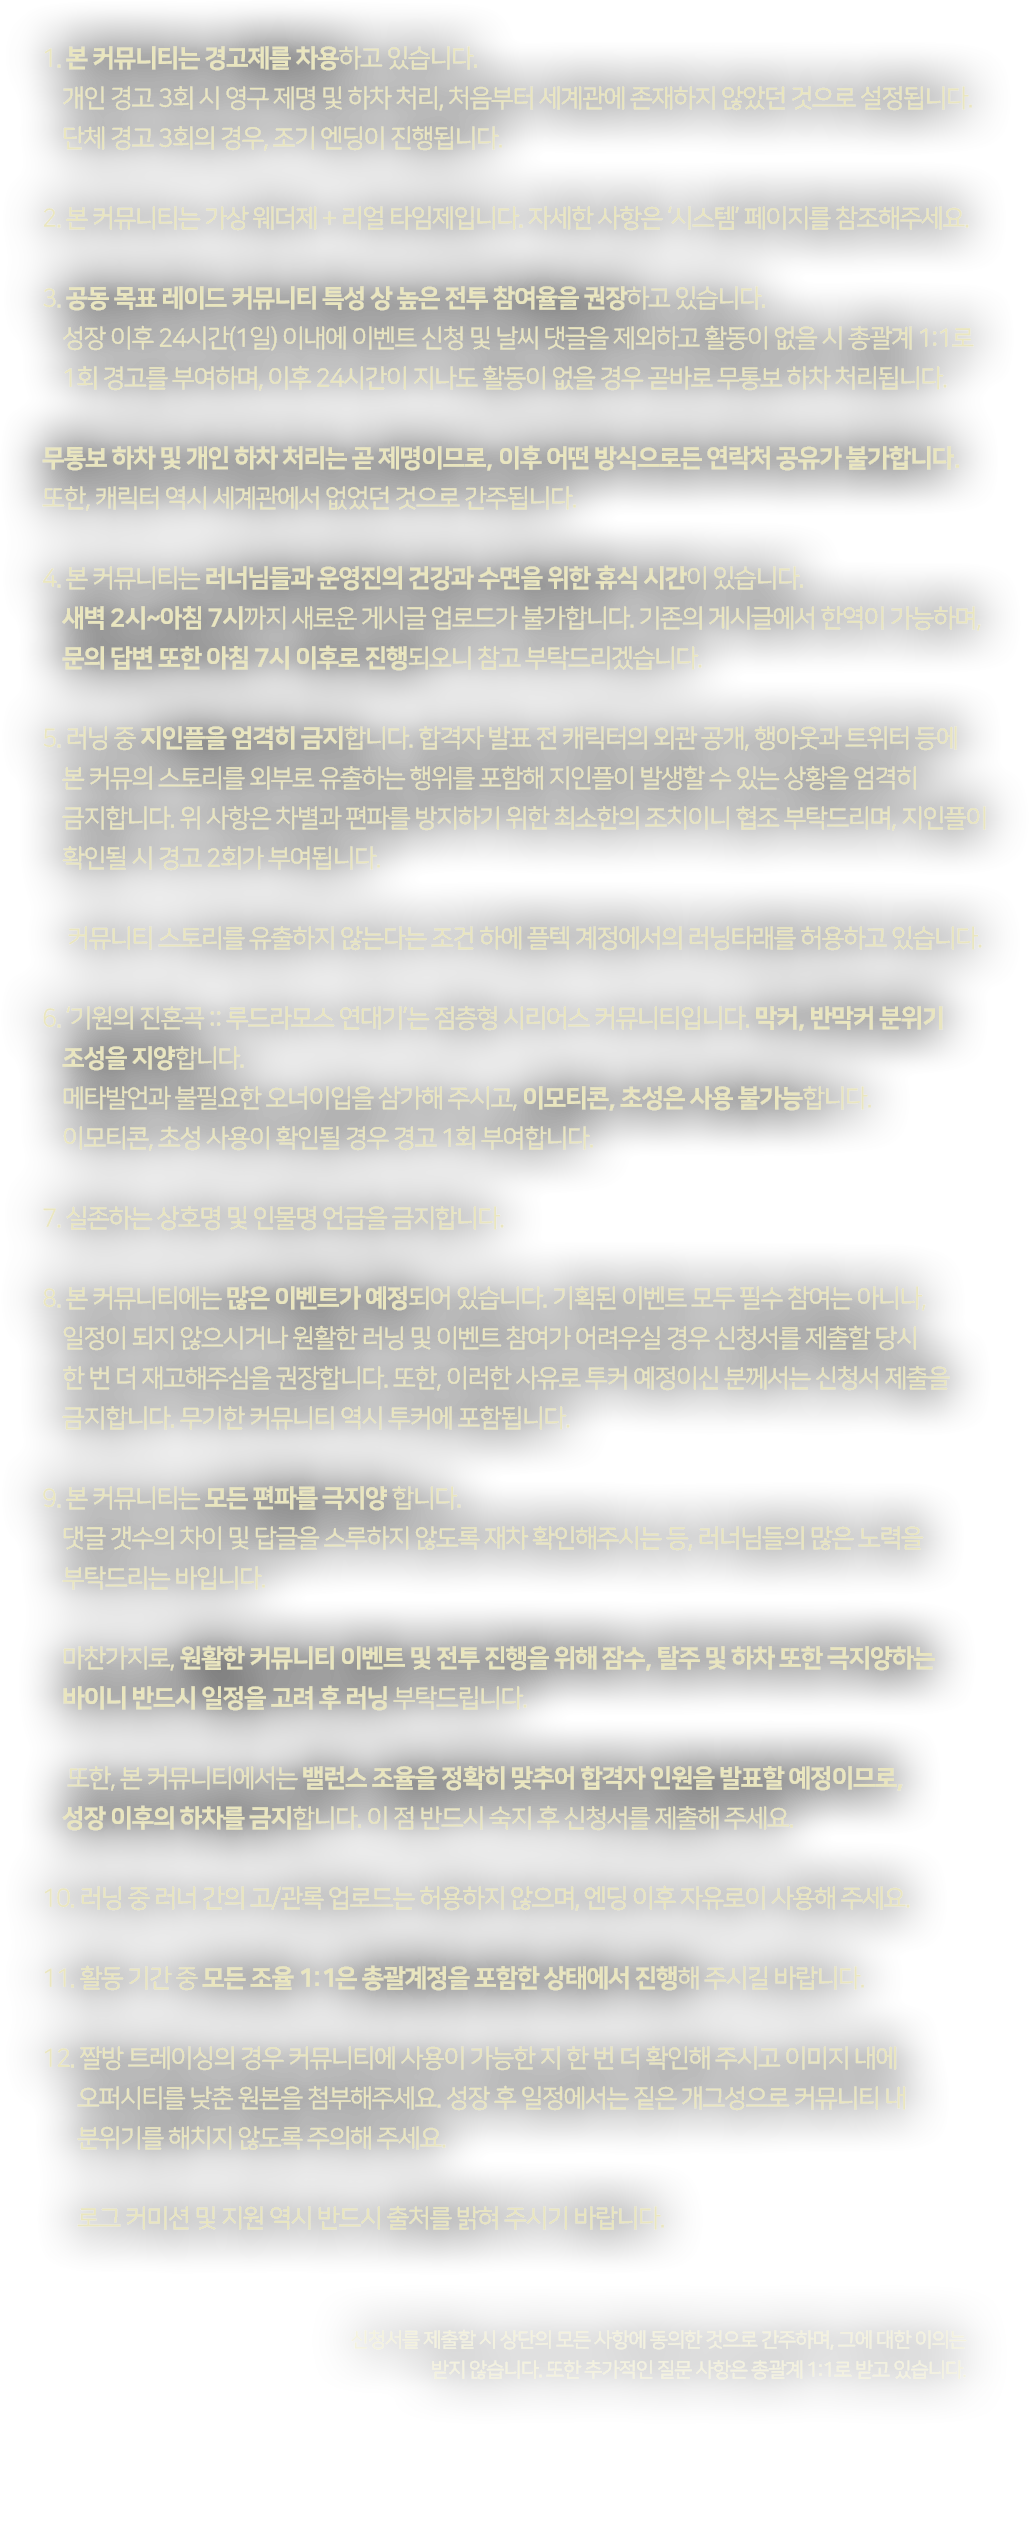 1. 본 커뮤니티는 경고제를 차용하고 있습니다.
개인 경고 3회 시 영구 제명 및 하차 처리, 처음부터 세계관에 존재하지 않았던 것으로 설정됩니다.
단체 경고 3회의 경우, 조기 엔딩이 진행됩니다.
2. 본 커뮤니티는 가상 웨더제 + 리얼 타임제입니다. 자세한 사항은 '시스템' 페이지를 참조해주세요.
3. 공동 목표 레이드 커뮤니티 특성 상 높은 전투 참여율을 권장하고 있습니다.
성장 이후 24시간(1일) 이내에 이벤트 신청 및 날씨 댓글을 제외하고 활동이 없을 시 총괄계 1:1로
1회 경고를 부여하며, 이후 24시간이 지나도 활동이 없을 경우 곧바로 무통보 하차 처리됩니다.
무통보 하차 및 개인 하차 처리는 곧 제명이므로, 이후 어떤 방식으로든 연락처 공유가 불가합니다.
또한, 캐릭터 역시 세계관에서 없었던 것으로 간주됩니다.
4. 본 커뮤니티는 러너님들과 운영진의 건강과 수면을 위한 휴식 시간이 있습니다.
새벽 2시~아침 7시까지 새로운 게시글 업로드가 불가합니다. 기존의 게시글에서 한역이 가능하며,
문의 답변 또한 아침 7시 이후로 진행되오니 참고 부탁드리겠습니다.
5. 러닝 중 지인플을 엄격히 금지합니다. 합격자 발표 전 캐릭터의 외관 공개, 행아웃과 트위터 등에
본 커뮤의 스토리를 외부로 유출하는 행위를 포함해 지인플이 발생할 수 있는 상황을 엄격히
금지합니다. 위 사항은 차별과 편파를 방지하기 위한 최소한의 조치이니 협조 부탁드리며, 지인플이
확인될 시 경고 2회가 부여됩니다.
커뮤니티 스토리를 유출하지 않는다는 조건 하에 플텍 계정에서의 러닝타래를 허용하고 있습니다.
6. '기원의 진혼곡 :: 루드라모스 연대기'는 점층형 시리어스 커뮤니티입니다. 막커, 반막커 분위기
조성을 지양합니다.
메타발언과 불필요한 오너이입을 삼가해 주시고, 이모티콘, 초성은 사용 불가능합니다.
이모티콘, 초성 사용이 확인될 경우 경고 1회 부여합니다.
7. 실존하는 상호명 및 인물명 언급을 금지합니다.
8. 본 커뮤니티에는 많은 이벤트가 예정되어 있습니다. 기획된 이벤트 모두 필수 참여는 아니나
일정이 되지 않으시거나 원활한 러닝 및 이벤트 참여가 어려우실 경우 신청서를 제출할 당시
한 번 더 재고해주심을 권장합니다. 또한, 이러한 사유로 투커 예정이신 분께서는 신청서 제출을
금지합니다. 무기한 커뮤니티 역시 투커에 포함됩니다.
9. 본 커뮤니티는 모든 편파를 극지양 합니다.
댓글 갯수의 차이 및 답글을 스루하지 않도록 재차 확인해주시는 등, 러너님들의 많은 노력을
부탁드리는 바입니다.
마찬가지로, 원활한 커뮤니티 이벤트 및 전투 진행을 위해 잠수, 탈주 및 하차 또한 극지양하는
바이니 반드시 일정을 고려 후 러닝 부탁드립니다.
또한, 본 커뮤니티에서는 밸런스 조율을 정확히 맞추어 합격자 인원을 발표할 예정이므로,
성장 이후의 하차를 금지합니다. 이 점 반드시 숙지 후 신청서를 제출해 주세요.
10. 러닝 중 러너 간의 고/관록 업로드는 허용하지 않으며, 엔딩 이후 자유로이 사용해 주세요.
11. 활동 기간 중 모든 조율 1:1은 총괄계정을 포함한 상태에서 진행해 주시길 바랍니다.
12. 짤방 트레이싱의 경우 커뮤니티에 사용이 가능한 지 한 번 더 확인해 주시고 이미지 내에
오퍼시티를 낮춘 원본을 첨부해주세요. 성장 후 일정에서는 짙은 개그성으로 커뮤니티 내
분위기를 해치지 않도록 주의해 주세요.
로그 커미션 및 지원 역시 반드시 출처를 밝혀 주시기 바랍니다.
신청서를 제출할 시 상단의 모든 사항에 동의한 것으로 간주하며, 그에 대한 이의는
받지 않습니다. 또한 추가적인 질문 사항은 총괄계 1:1로 받고 있습니다.